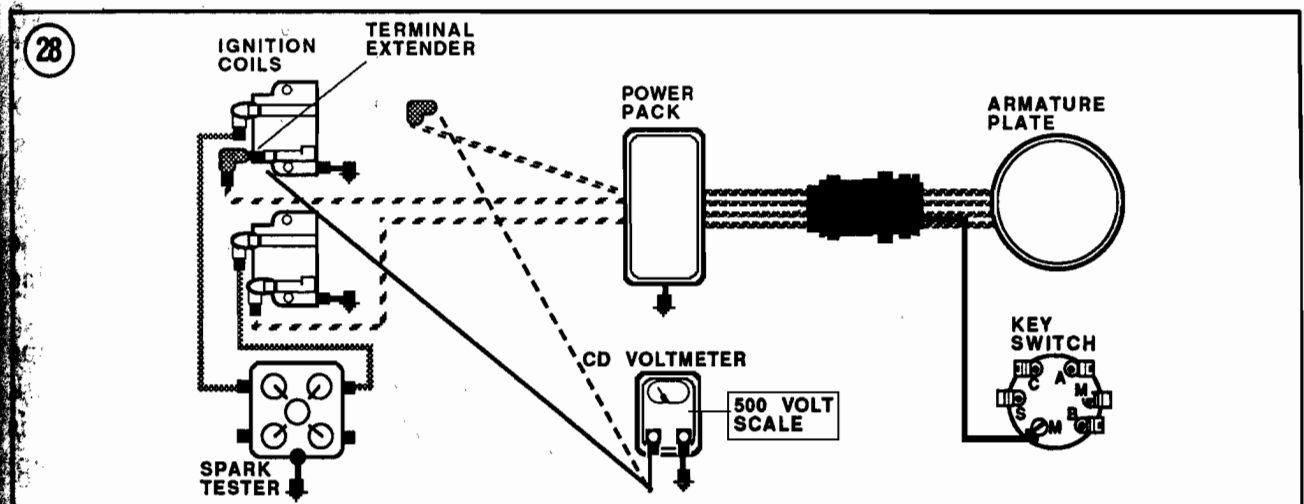 28
IGNITION
COILS
TERMINAL
EXTENDER
POWER
PACK
ARMATURE
PLATE
KEY
SWITCH
C
A
M
S
B
M
CD VOLTMETER
500 VOLT
SCALE
SPARK
TESTER